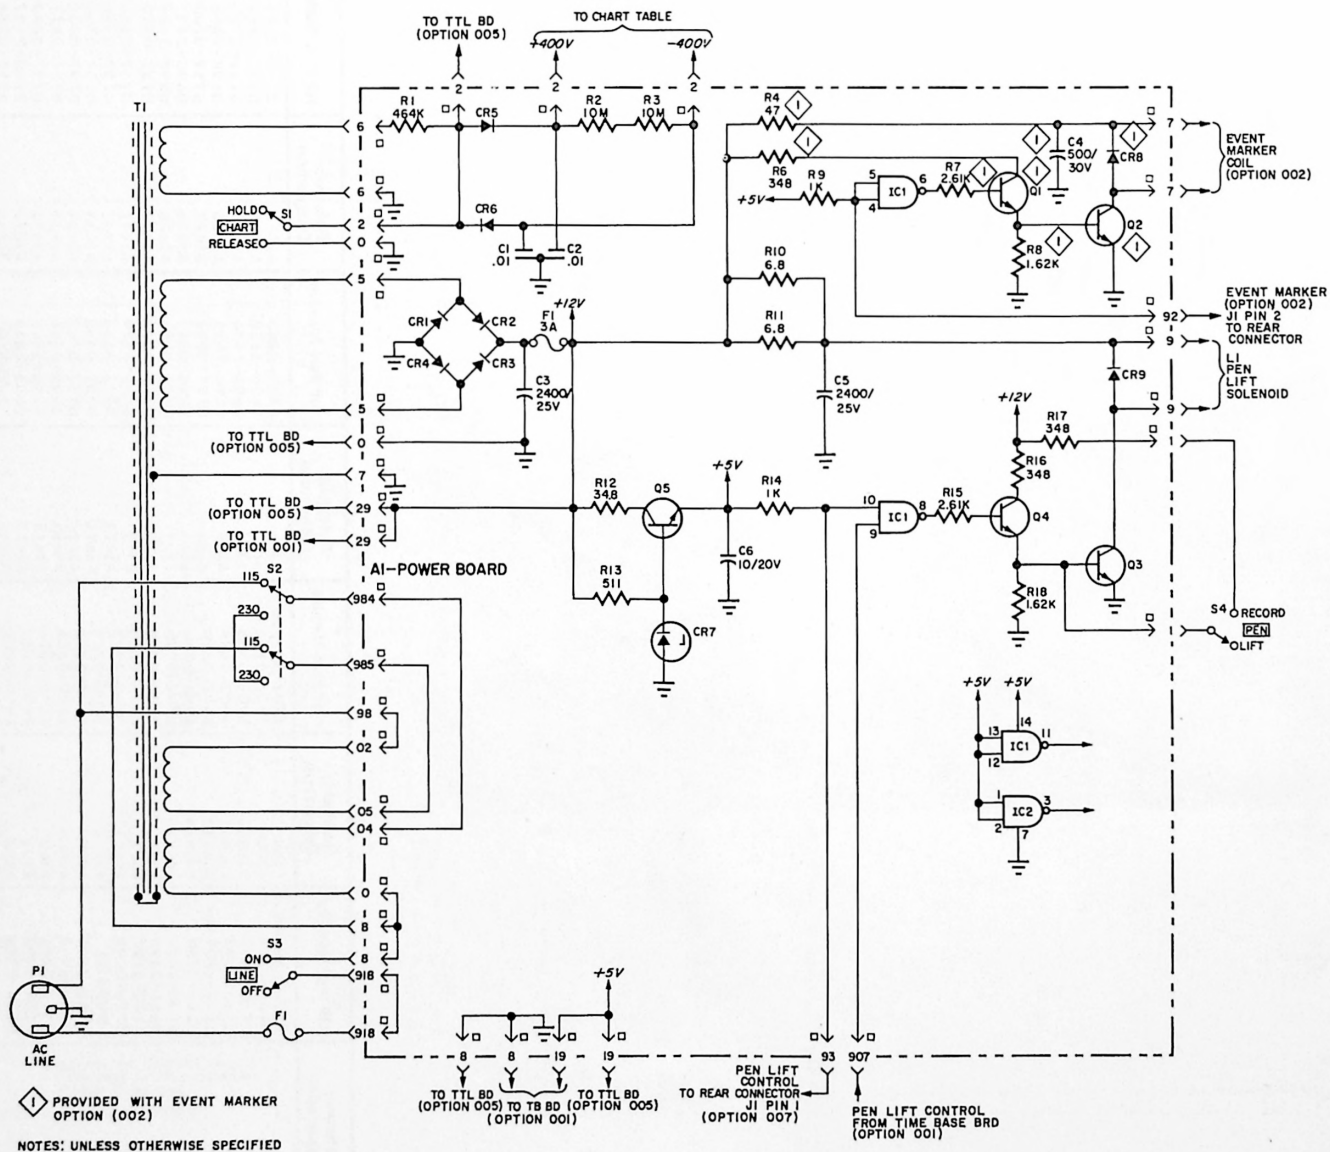 TO TTL BD
(OPTION 005)
TO CHART TABLE
+400V
-400V
2
2
2
T1
6
R1
464K
CR5
R2
10M
R3
10M
R4
47
1
7
EVENT
MARKER
COIL
(OPTION 002)
C4
500/
30V
1
1
1
CR8
R6
348
1
R9
1K
+5V
5
4
IC1
6
R7
2.61K
1
Q1
7
6
HOLD
S1
CHART
RELEASE
2
0
CR6
C1
.01
C2
.01
R8
1.62K
1
Q2
1
R10
6.8
5
CR1
CR2
CR4
CR3
F1
3A
+12V
R11
6.8
92
EVENT MARKER
(OPTION 002)
J1 PIN 2
TO REAR
CONNECTOR
9
L1
PEN
LIFT
SOLENOID
CR9
9
C3
2400/
25V
C5
2400/
25V
5
TO TTL BD
(OPTION 005)
0
7
+12V
R17
348
1
R16
348
TO TTL BD
(OPTION 005)
29
TO TTL BD
(OPTION 001)
29
R12
348
Q5
+5V
R14
1K
10
9
IC1
8
R15
2.61K
Q4
C6
10/20V
R13
511
CR7
Q3
R18
1.62K
1
S4
RECORD
PEN
LIFT
A1-POWER BOARD
S2
115
230
115
230
984
985
98
02
05
04
0
8
8
918
918
+5V
+5V
14
13
12
IC1
11
1
2
IC2
3
7
S3
ON
LINE
OFF
F1
P1
AC
LINE
+5V
8
8
19
19
93
907
TO TTL BD
(OPTION 005)
TO TB BD
(OPTION 001)
TO TTL BD
(OPTION 005)
PEN LIFT
CONTROL
TO REAR CONNECTOR
J1 PIN 1
(OPTION 007)
PEN LIFT CONTROL
FROM TIME BASE BRD
(OPTION 001)
1 PROVIDED WITH EVENT MARKER
OPTION (002)
NOTES: UNLESS OTHERWISE SPECIFIED